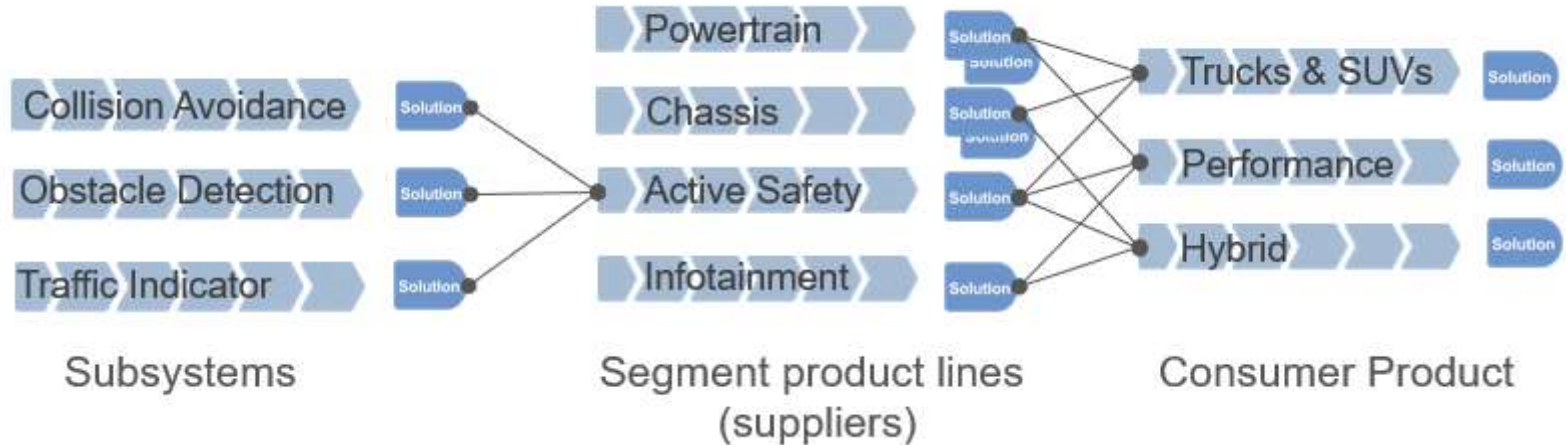 Collision Avoidance
Solution
Obstacle Detection
Solution
Traffic Indicator
Solution
Subsystems
Powertrain
Solution
Solution
Chassis
Solution
Solution
Active Safety
Solution
Infotainment
Solution
Segment product lines
(suppliers)
Trucks & SUVs
Solution
Performance
Solution
Hybrid
Solution
Consumer Product